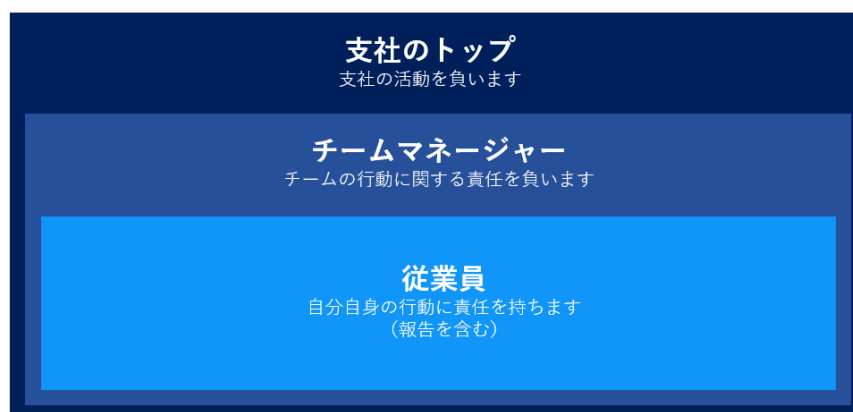 支社のトップ
支社の活動を負います
チームマネージャー
チームの行動に関する責任を負います
従業員
自分自身の行動に責任を持ちます
（報告を含む）